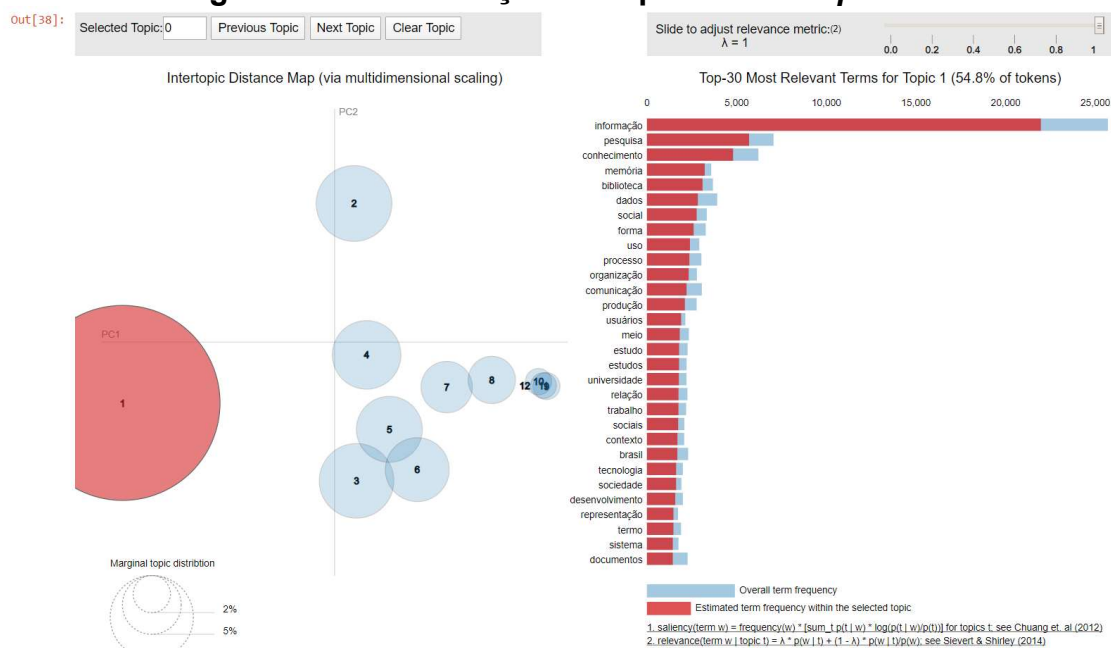 Out[38]:
Selected Topic: 0 Previous Topic Next Topic Clear Topic
Slide to adjust relevance metric:(2)
λ = 1
0.0 0.2 0.4 0.6 0.8 1
Intertopic Distance Map (via multidimensional scaling)
PC2
PC1
2
1
4
7
8
12
10
5
6
3
Marginal topic distribtion
2%
5%
Top-30 Most Relevant Terms for Topic 1 (54.8% of tokens)
0 5,000 10,000 15,000 20,000 25,000
informação
pesquisa
conhecimento
memória
biblioteca
dados
social
forma
uso
processo
organização
comunicação
produção
usuários
meio
estudo
estudos
universidade
relação
trabalho
sociais
contexto
brasil
tecnologia
sociedade
desenvolvimento
representação
termo
sistema
documentos
Overall term frequency
Estimated term frequency within the selected topic
1. saliency(term w) = frequency(w) * [sum_t p(t | w) * log(p(t | w)/p(t))] for topics t; see Chuang et. al (2012)
2. relevance(term w | topic t) = λ * p(w | t) + (1 - λ) * p(w | t)/p(w); see Sievert & Shirley (2014)